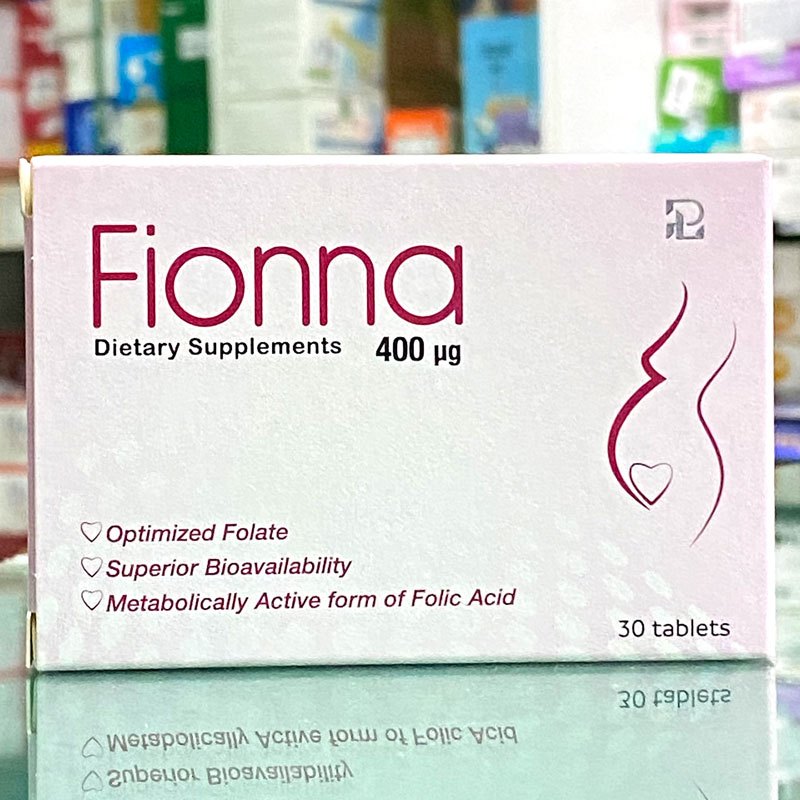 Fionna
Dietary Supplements 400 µg
Optimized Folate
Superior Bioavailability
Metabolically Active form of Folic Acid
30 tablets